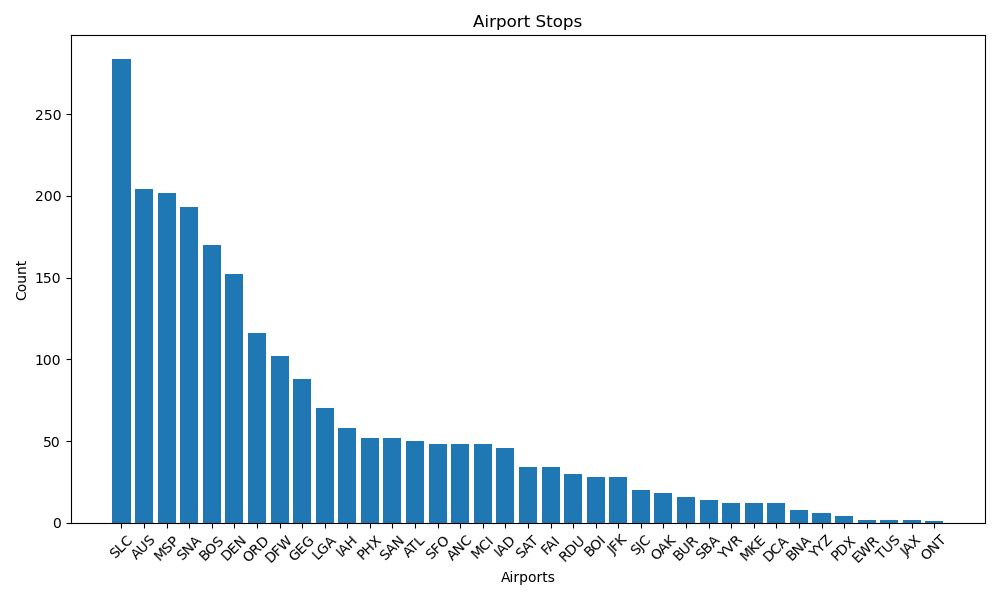 Airport Stops
Count
250
200
150
100
50
0
SLC AUS MSP SNA BOS DEN ORD DFW GEG LGA IAH PHX SAN ATL SFO ANC MCI IAD SAT FAI RDU BOI JFK SJC OAK BUR SBA YVR MKE DCA BNA YYZ PDX EWR TUS JAX ONT
Airports